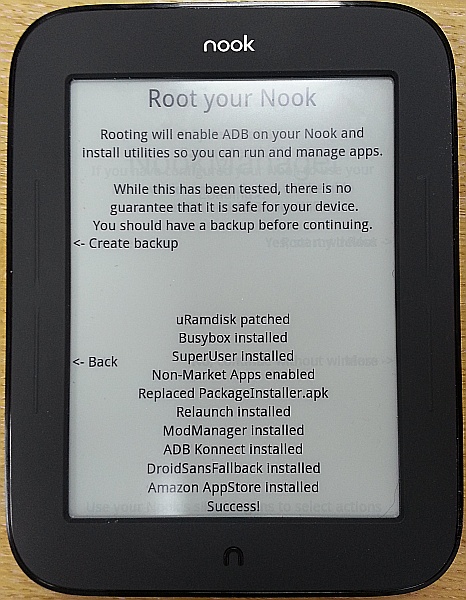 nook
Root your Nook
Rooting will enable ADB on your Nook and
install utilities so you can run and manage apps.
While this has been tested, there is no
guarantee that it is safe for your device.
You should have a backup before continuing.
<- Create backup
uRamdisk patched
Busybox installed
SuperUser installed
<- Back
Non-Market Apps enabled
Replaced PackageInstaller.apk
Relaunch installed
ModManager installed
ADB Konnect installed
DroidSansFallback installed
Amazon AppStore installed
Success!